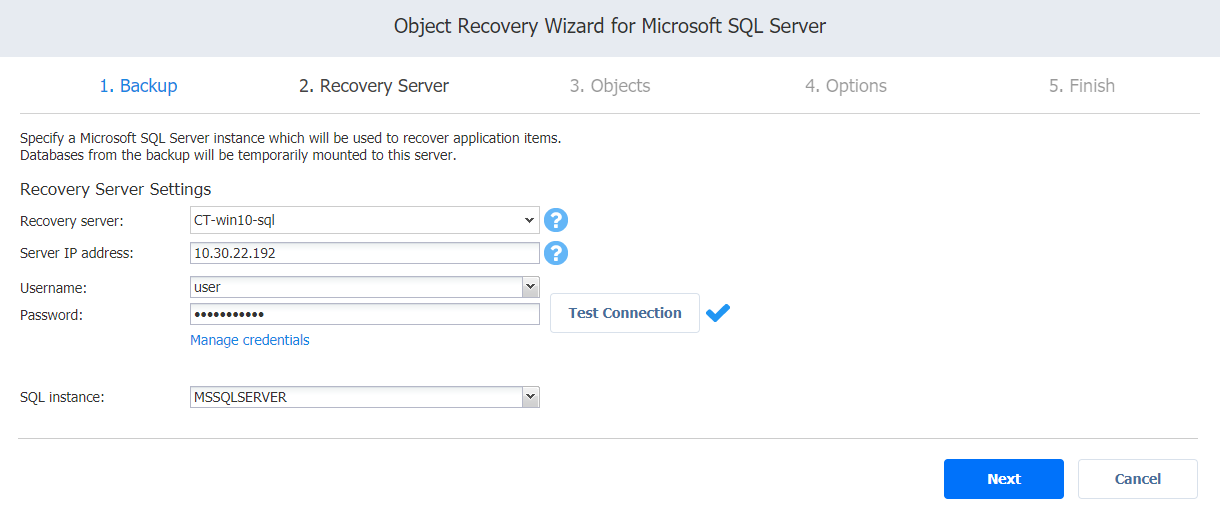 Object Recovery Wizard for Microsoft SQL Server
1. Backup
2. Recovery Server
3. Objects
4. Options
5. Finish
Specify a Microsoft SQL Server instance which will be used to recover application items.
Databases from the backup will be temporarily mounted to this server.
Recovery Server Settings
Recovery server:
CT-win10-sql
?
Server IP address:
10.30.22.192
?
Username:
user
Password:
•••••••••••
Test Connection
Manage credentials
SQL instance:
MSSQLSERVER
Next
Cancel